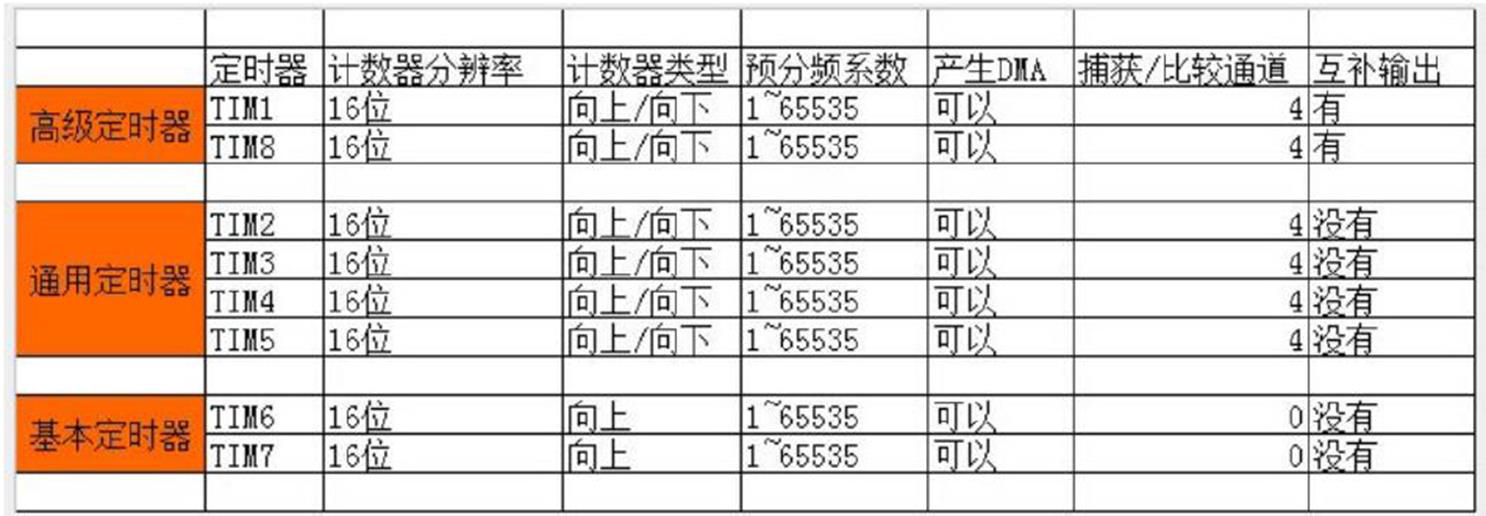 定时器 计数器分辨率 计数器类型 预分频系数 产生DMA 捕获/比较通道 互补输出
高级定时器
TIM1 16位 向上/向下 1~65535 可以 4 有
TIM8 16位 向上/向下 1~65535 可以 4 有
通用定时器
TIM2 16位 向上/向下 1~65535 可以 4 没有
TIM3 16位 向上/向下 1~65535 可以 4 没有
TIM4 16位 向上/向下 1~65535 可以 4 没有
TIM5 16位 向上/向下 1~65535 可以 4 没有
基本定时器
TIM6 16位 向上 1~65535 可以 0 没有
TIM7 16位 向上 1~65535 可以 0 没有